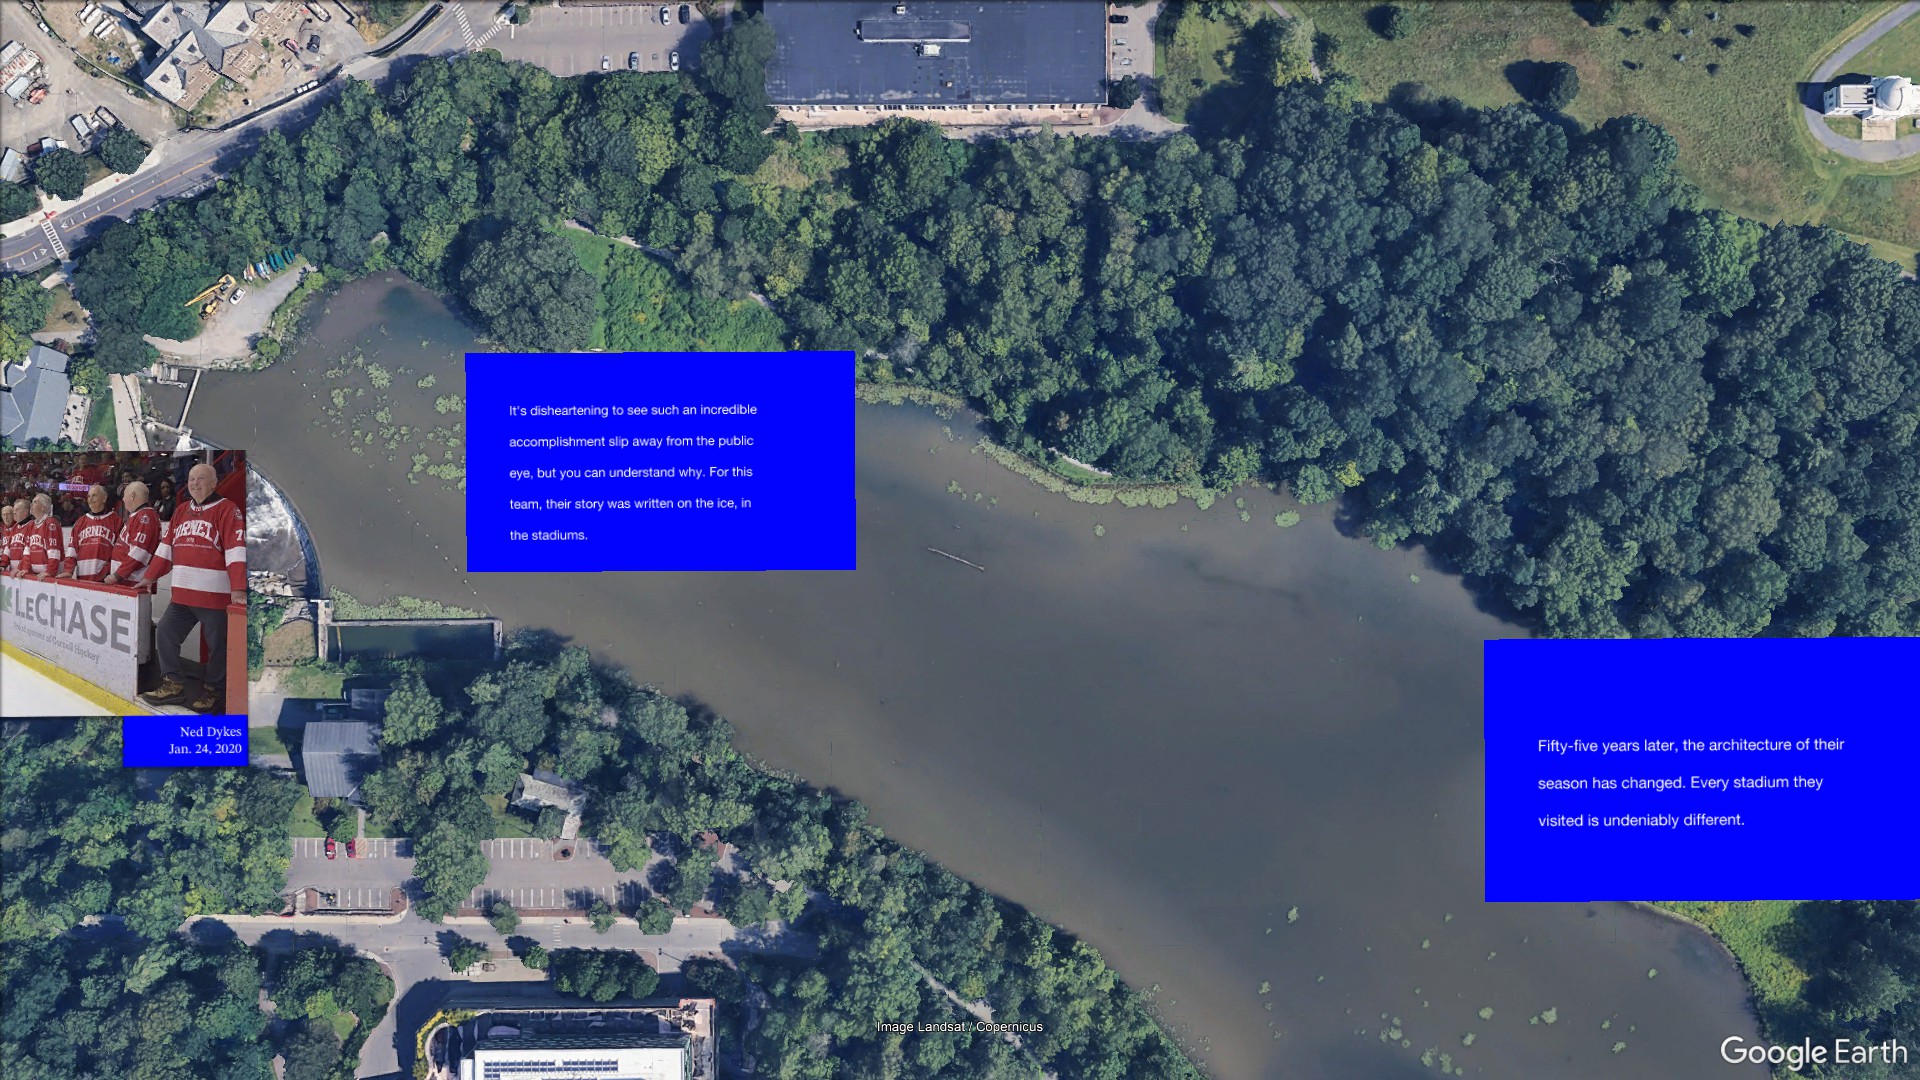 It's disheartening to see such an incredible
accomplishment slip away from the public
eye, but you can understand why. For this
team, their story was written on the ice, in
the stadiums.
CORNELL
70
CORNELL
7
LeCHASE
Ned Dykes
Jan. 24, 2020
Fifty-five years later, the architecture of their
season has changed. Every stadium they
visited is undeniably different.
Image Landsat / Copernicus
Google Earth